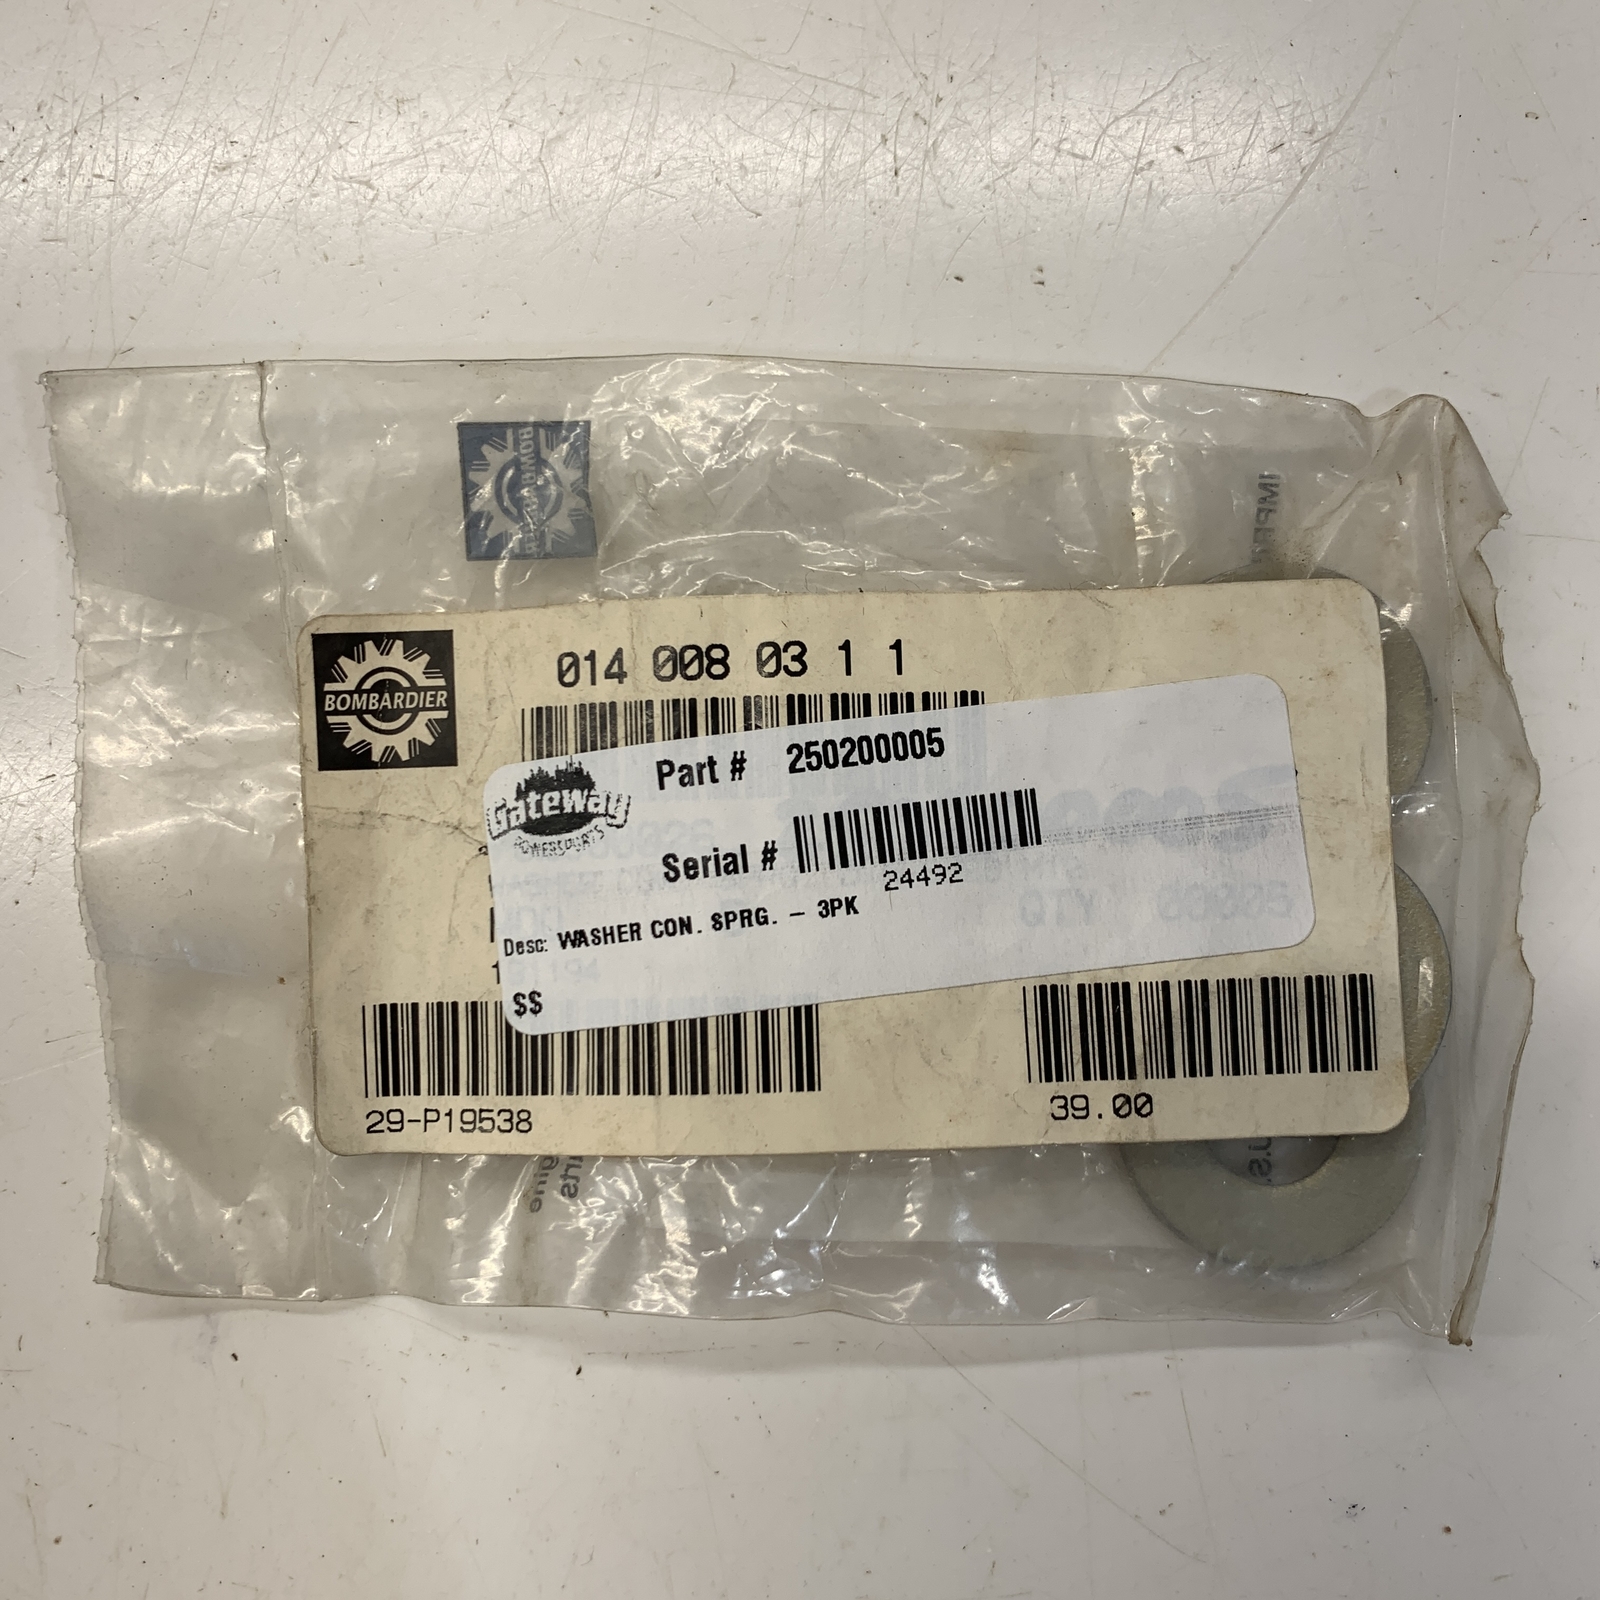 BOMBARDIER
014 008 03 1 1
Gateway
POWERSPORTS
Part # 250200005
Serial #
24492
Desc: WASHER CON. SPRG. - 3PK
$$
29-P19538
39.00